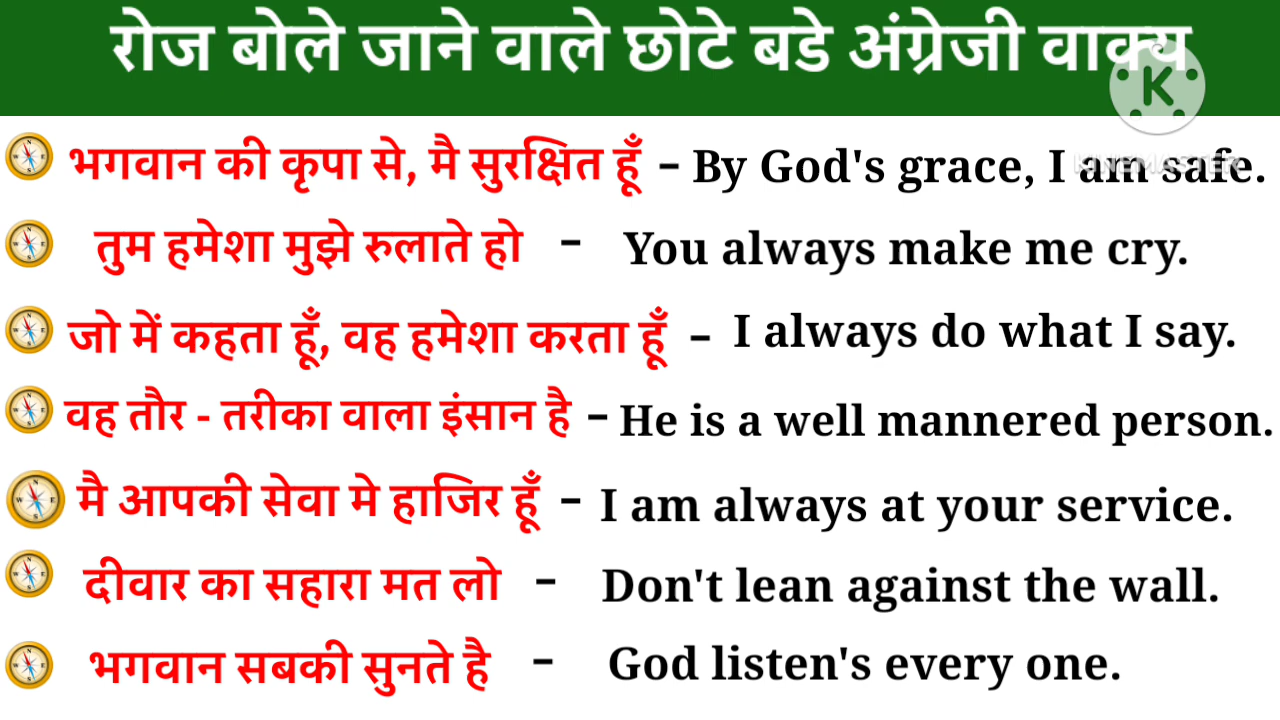 रोज बोले जाने वाले छोटे बडे अंग्रेजी वाक्य
K
KINEMASTER
भगवान की कृपा से, मै सुरक्षित हूँ - By God's grace, I am safe.
तुम हमेशा मुझे रुलाते हो - You always make me cry.
जो में कहता हूँ, वह हमेशा करता हूँ - I always do what I say.
वह तौर - तरीका वाला इंसान है - He is a well mannered person.
मै आपकी सेवा मे हाजिर हूँ - I am always at your service.
दीवार का सहारा मत लो - Don't lean against the wall.
भगवान सबकी सुनते है - God listen's every one.